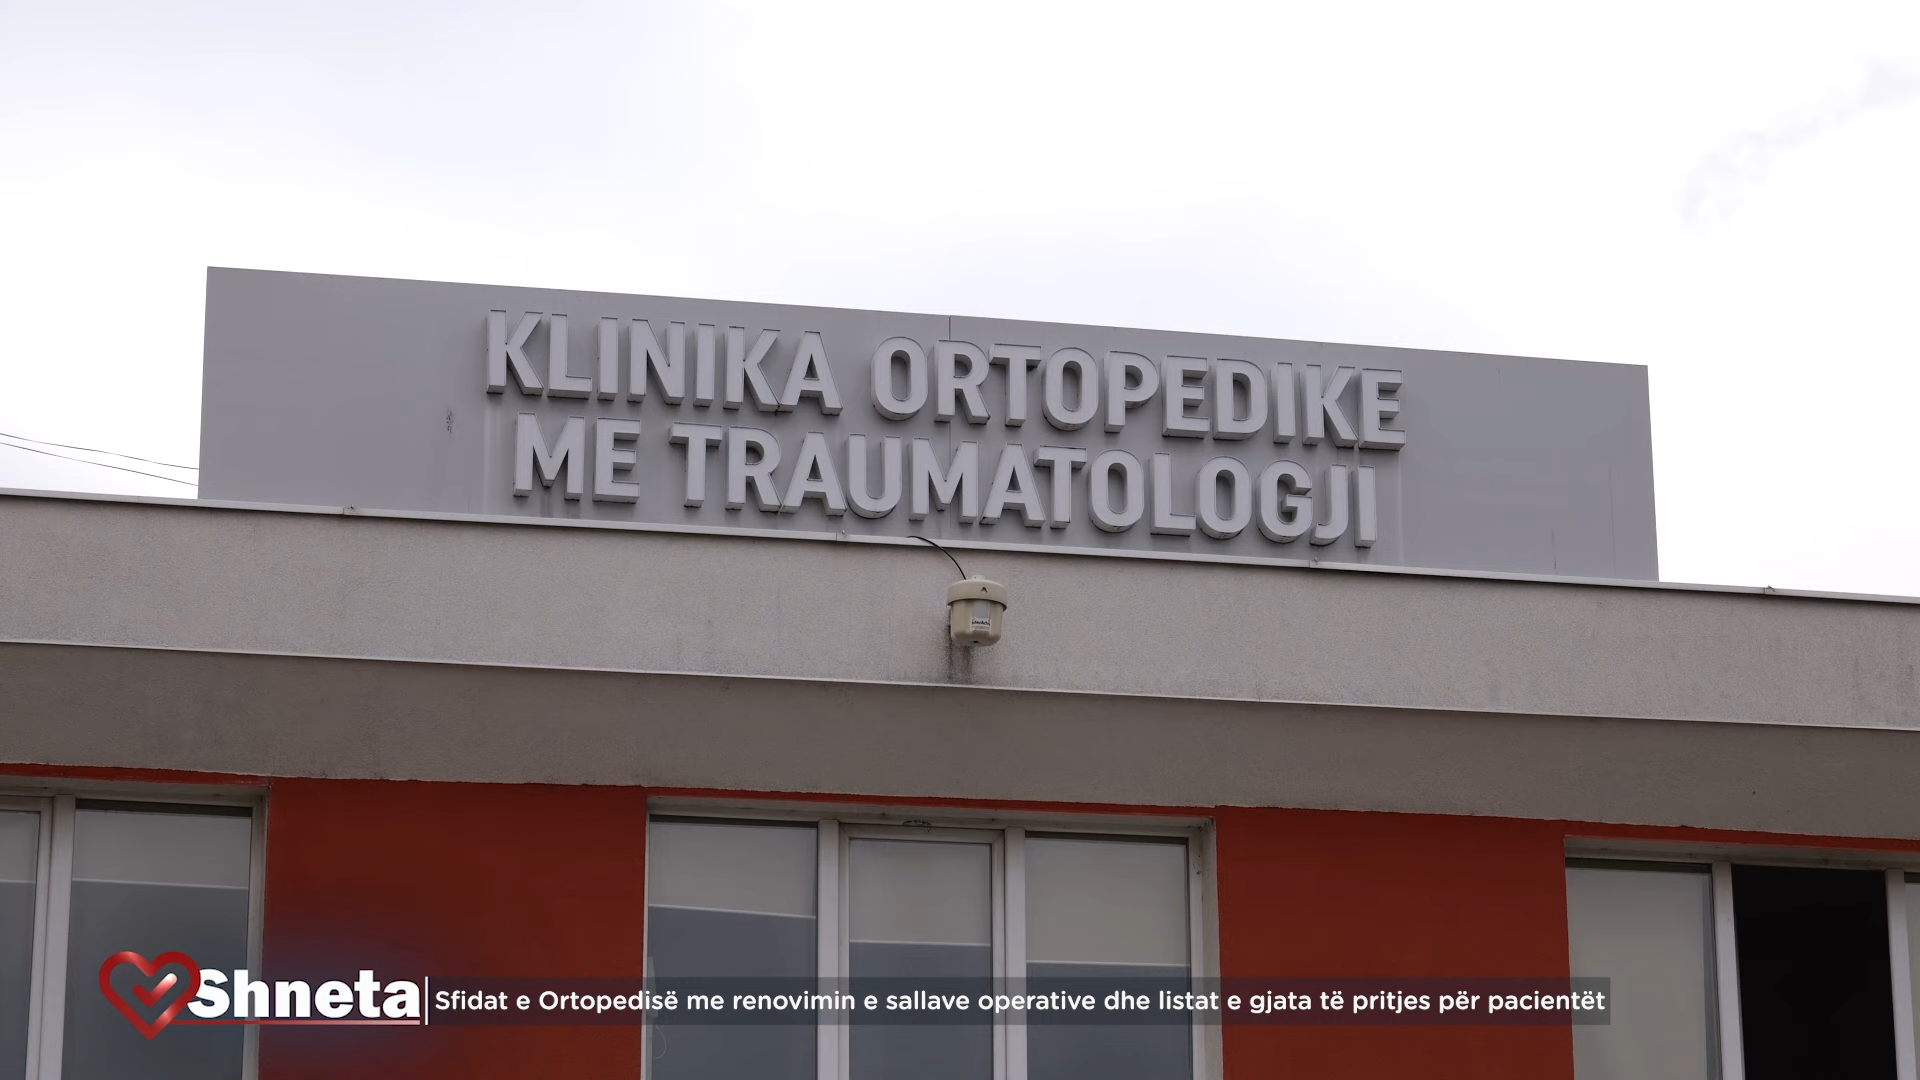 KLINIKA ORTOPEDIKE
ME TRAUMATOLOGJI
Shneta
Sfidat e Ortopedisë me renovimin e sallave operative dhe listat e gjata të pritjes për pacientët